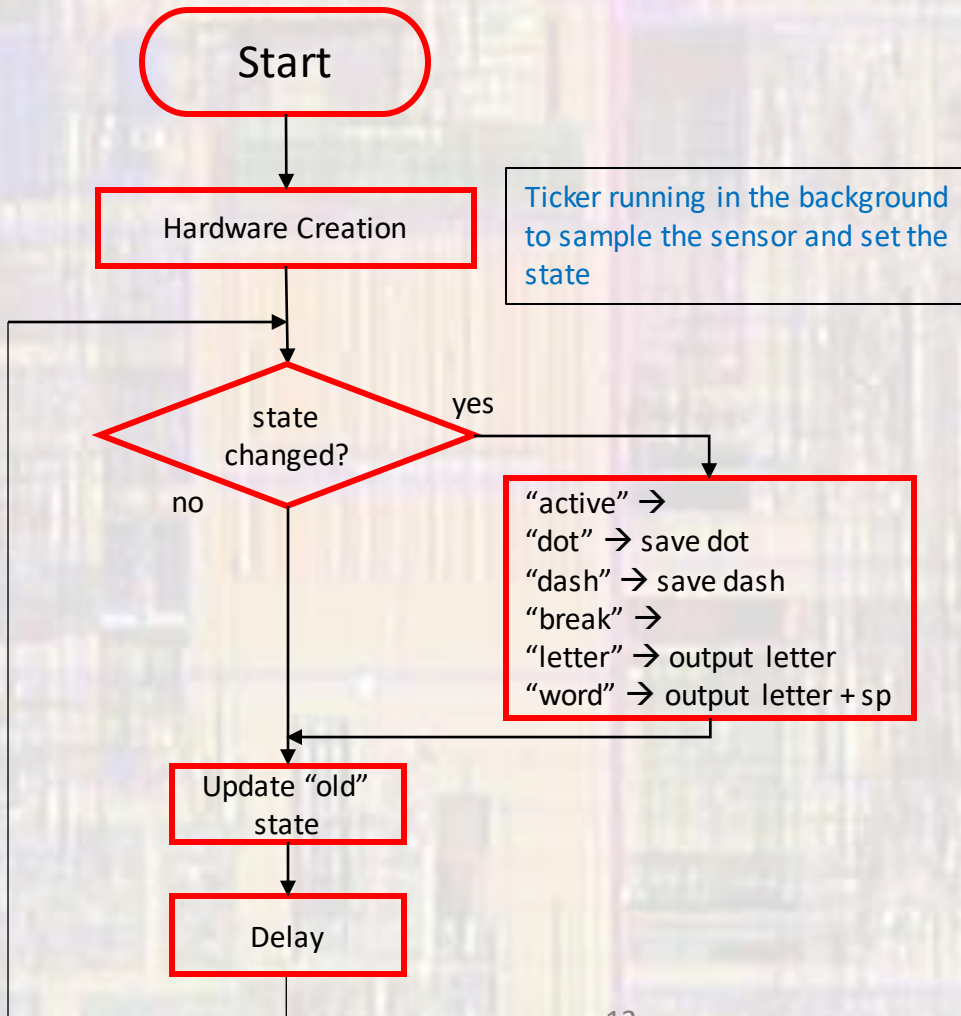 Start
Hardware Creation
Ticker running in the background
to sample the sensor and set the
state
state
changed?
yes
no
“active” →
“dot” → save dot
“dash” → save dash
“break” →
“letter” → output letter
“word” → output letter + sp
Update “old”
state
Delay